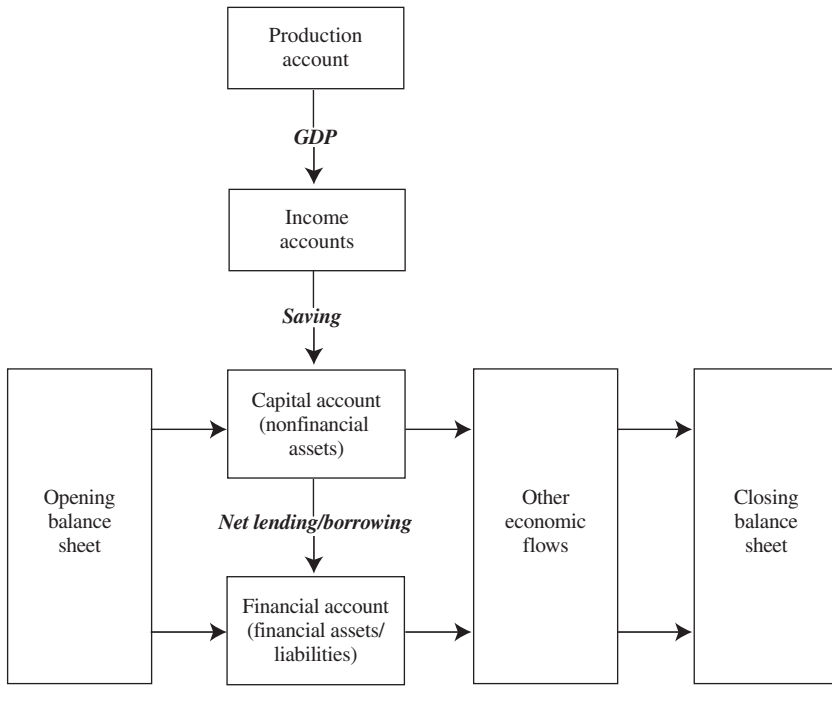 Production
account
GDP
Income
accounts
Saving
Opening
balance
sheet
Capital account
(nonfinancial
assets)
Net lending/borrowing
Financial account
(financial assets/
liabilities)
Other
economic
flows
Closing
balance
sheet